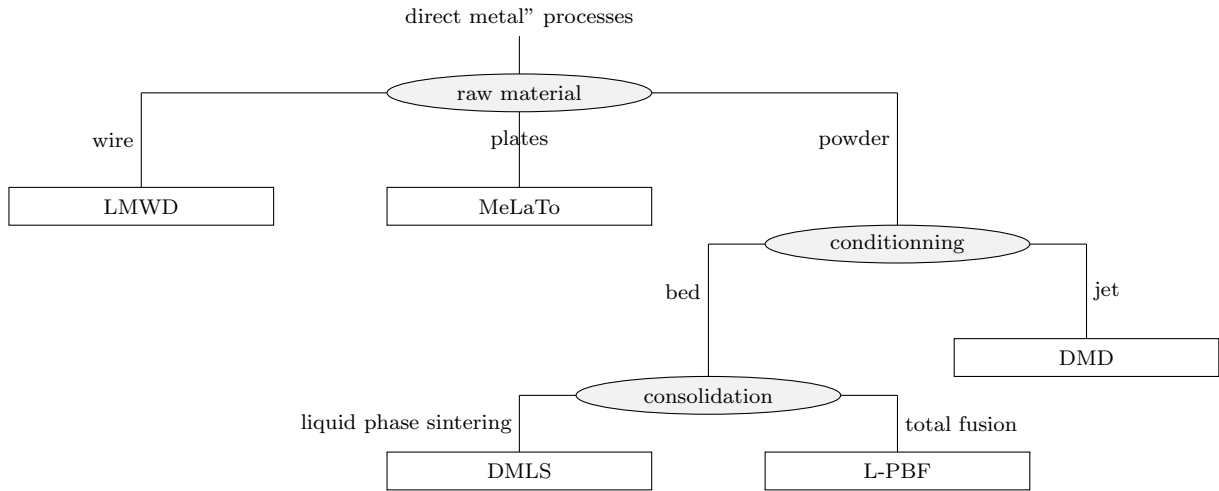 direct metal” processes
raw material
wire
plates
powder
LMWD
MeLaTo
conditionning
bed
jet
DMD
consolidation
liquid phase sintering
total fusion
DMLS
L-PBF